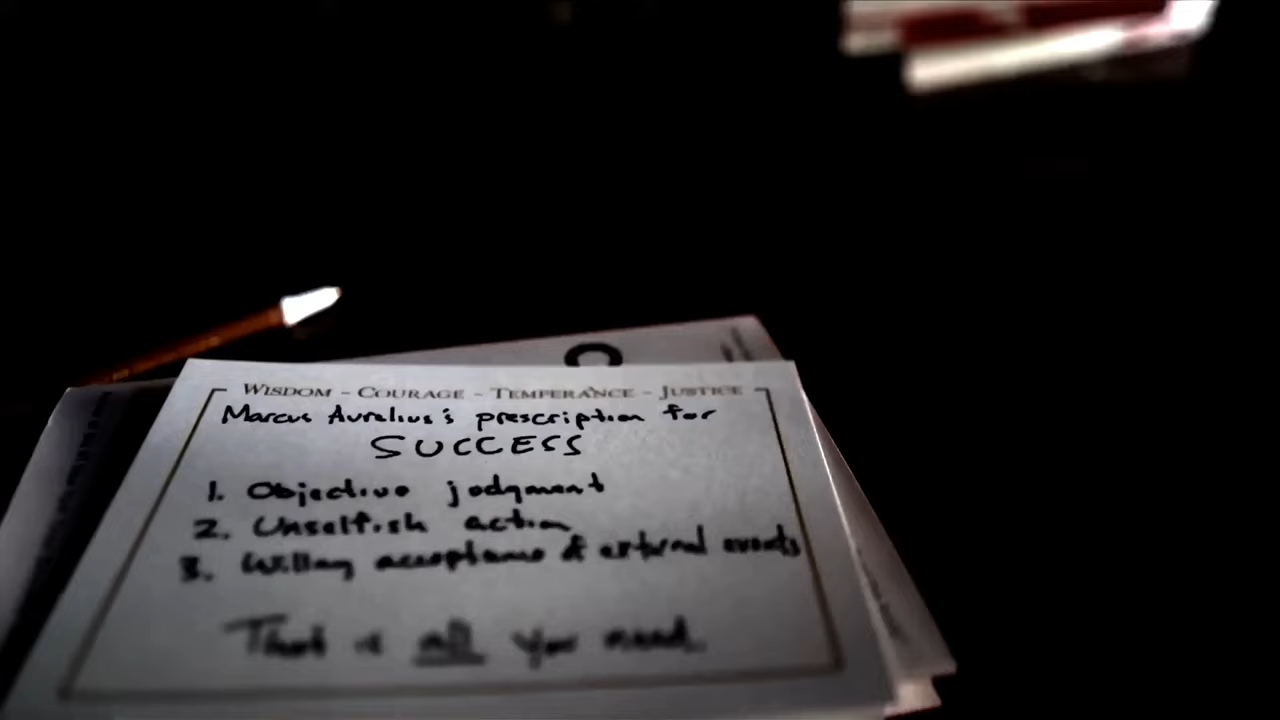 WISDOM - COURAGE - TEMPERANCE - JUSTICE
Marcus Aurelius's prescription for
SUCCESS
1. Objective judgment
2. Unselfish action
3. Willing acceptance of external events
That is all you need.